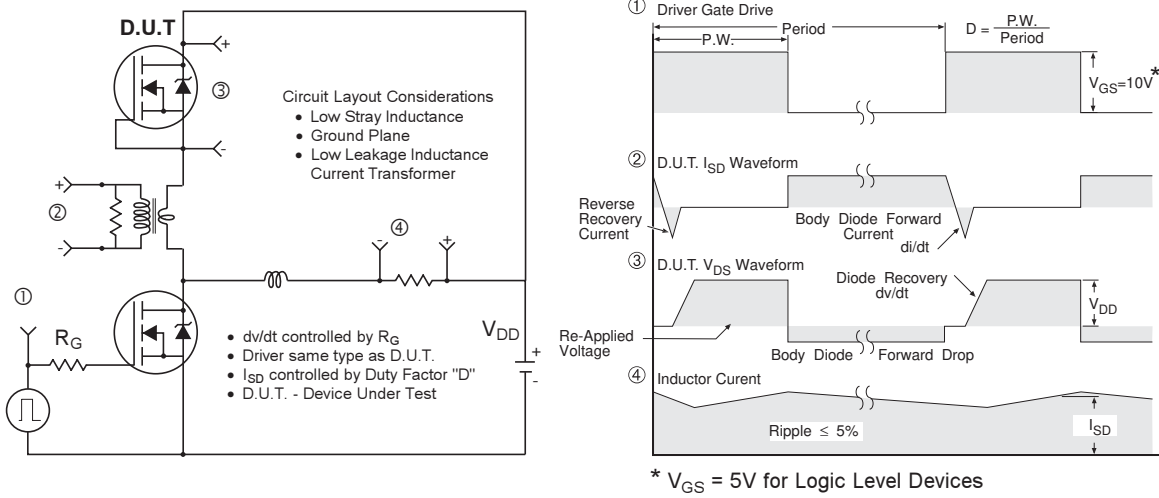 D.U.T
+
③
-
Circuit Layout Considerations
• Low Stray Inductance
• Ground Plane
• Low Leakage Inductance
Current Transformer
+
②
-
④
-
+
①
R_G
• dv/dt controlled by R_G
• Driver same type as D.U.T.
• I_SD controlled by Duty Factor "D"
• D.U.T. - Device Under Test
V_DD
+
-
① Driver Gate Drive
P.W.
Period
D = P.W.
Period
V_GS=10V*
② D.U.T. I_SD Waveform
Reverse
Recovery
Current
Body Diode Forward
Current
di/dt
③ D.U.T. V_DS Waveform
Diode Recovery
dv/dt
V_DD
Re-Applied
Voltage
Body Diode Forward Drop
④ Inductor Curent
Ripple ≤ 5%
I_SD
* V_GS = 5V for Logic Level Devices